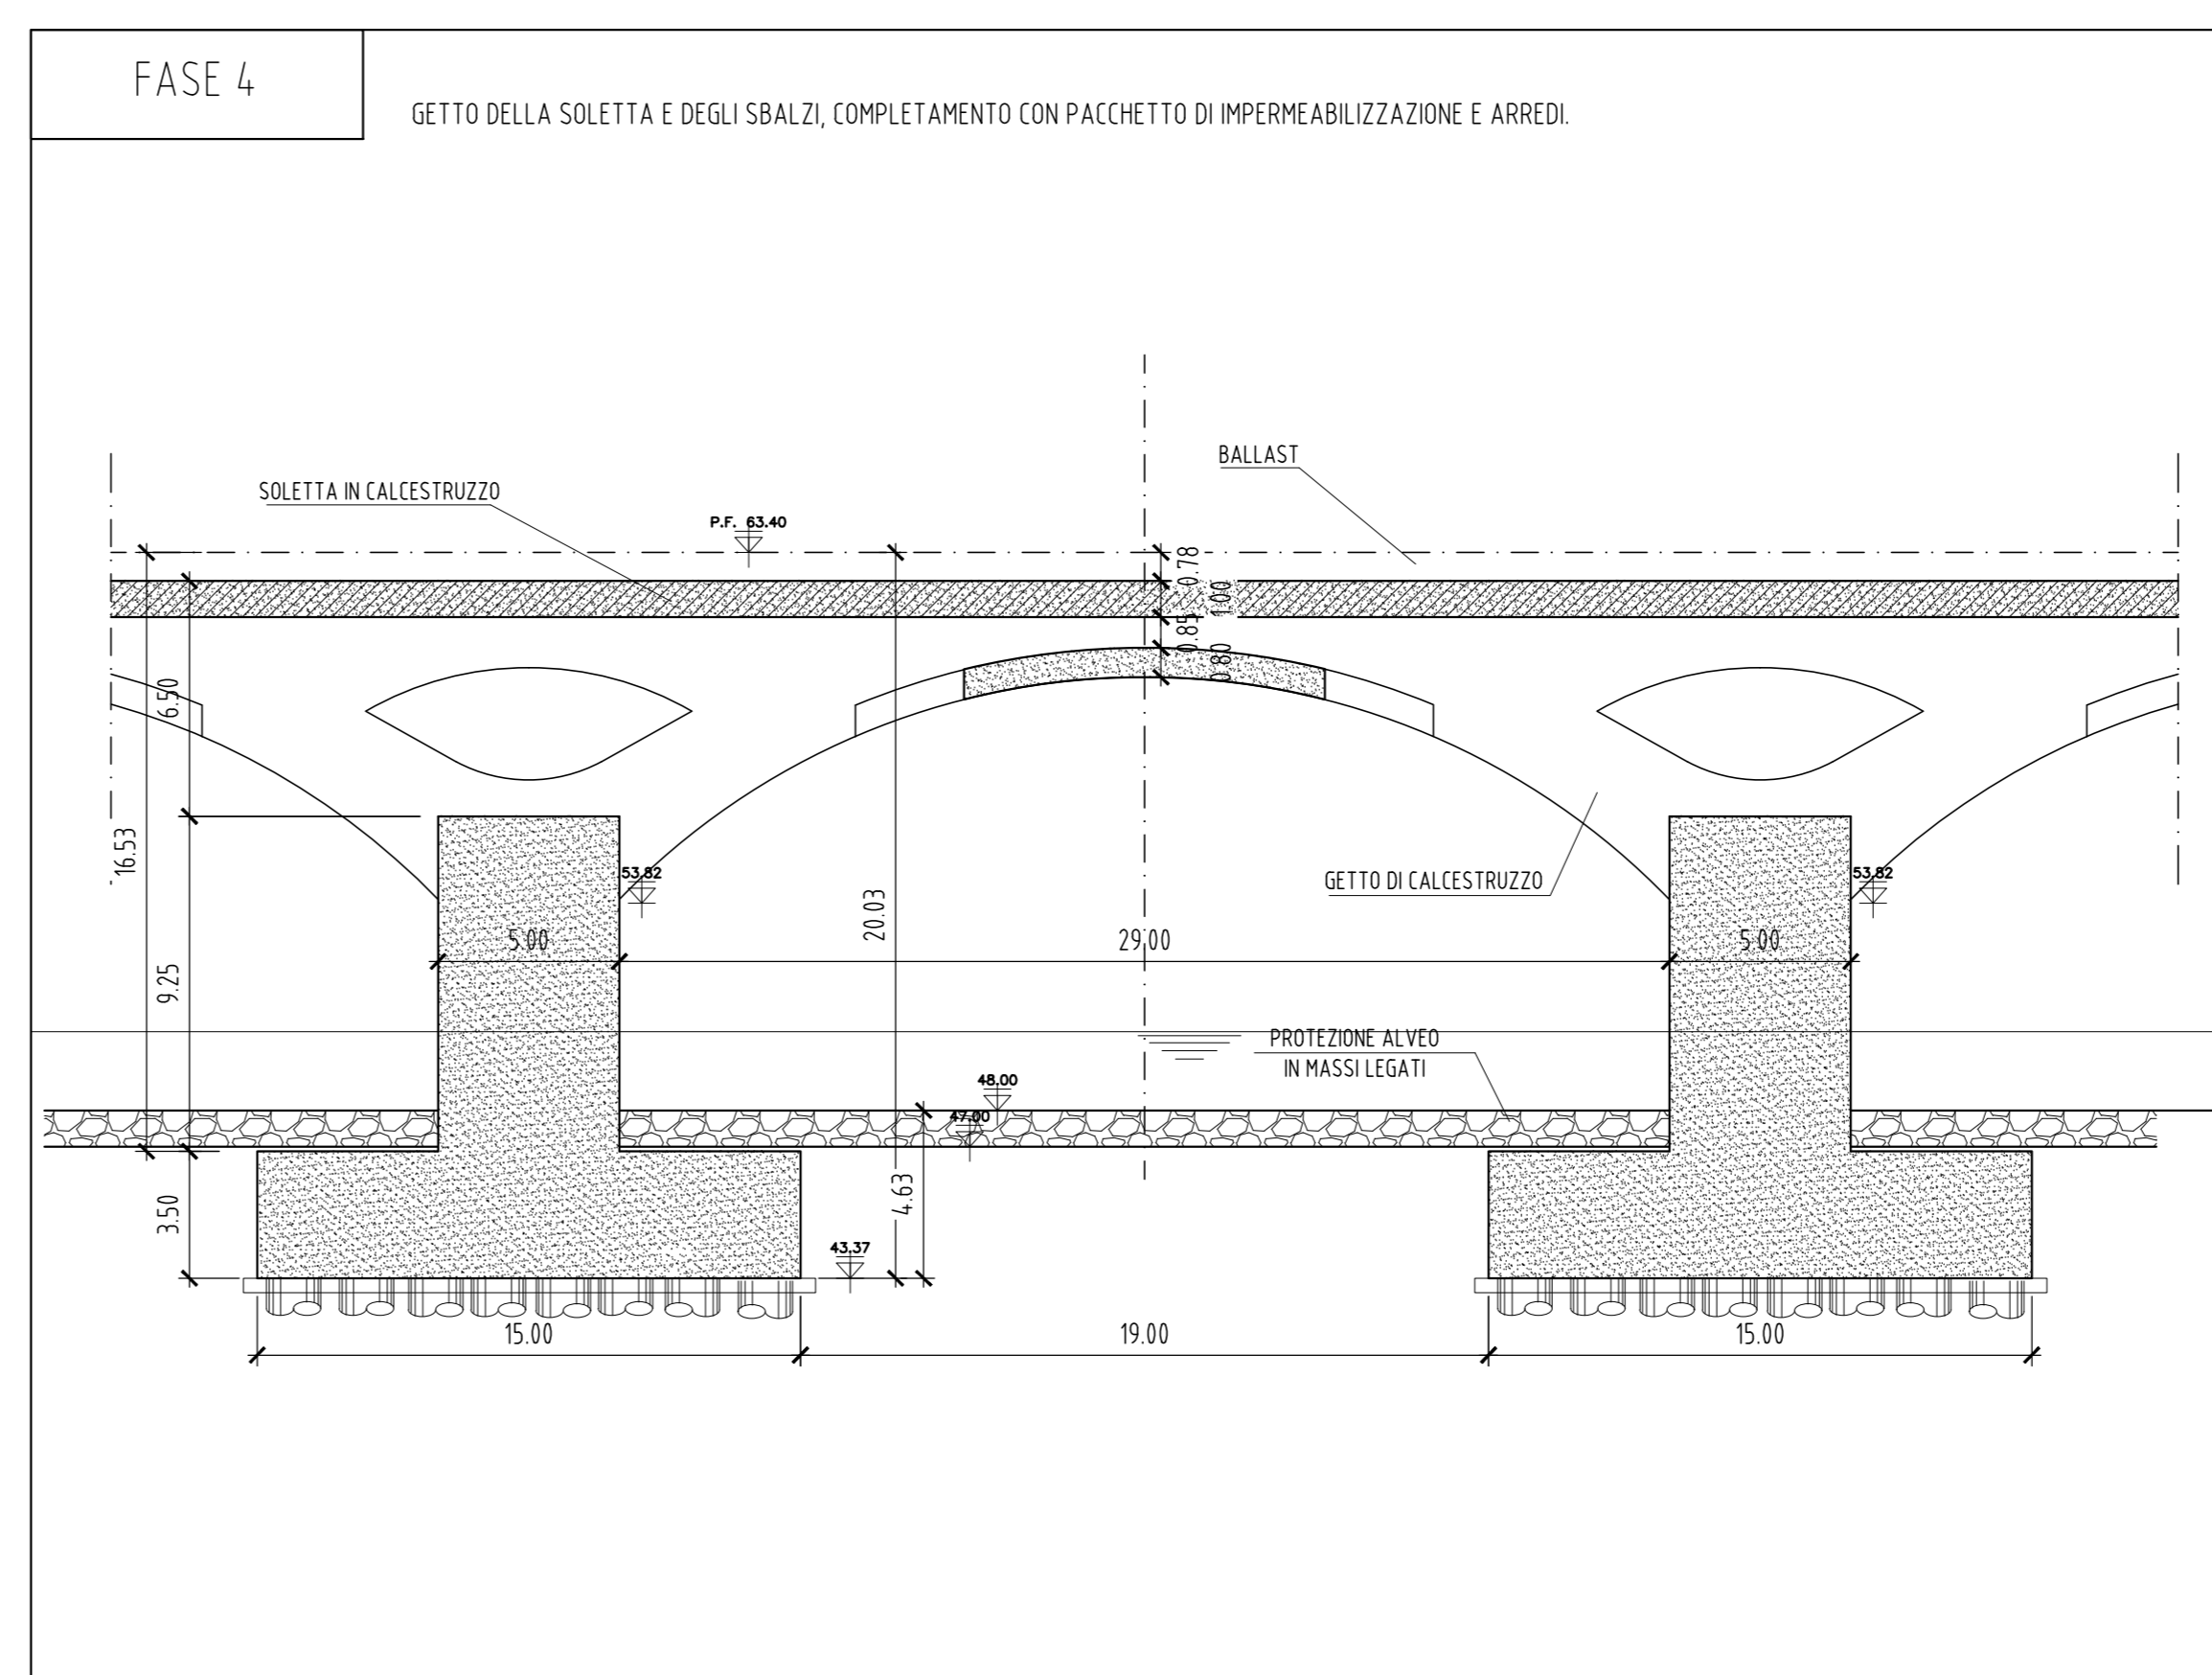 FASE 4
GETTO DELLA SOLETTA E DEGLI SBALZI, COMPLETAMENTO CON PACCHETTO DI IMPERMEABILIZZAZIONE E ARREDI.
BALLAST
SOLETTA IN CALCESTRUZZO
P.F. 63.40
0.78
1.00
0.85
0.80
6.50
16.53
53.82
GETTO DI CALCESTRUZZO
53.82
20.03
5.00
29.00
5.00
9.25
PROTEZIONE ALVEO
IN MASSI LEGATI
48.00
47.00
3.50
4.63
43.37
15.00
19.00
15.00